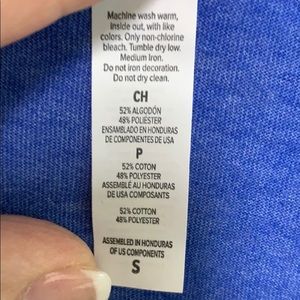 Machine wash warm,
inside out, with like
colors. Only non-chlorine
bleach. Tumble dry low.
Medium Iron.
Do not iron decoration.
Do not dry clean.
CH
52% ALGODÓN
48% POLIESTER
ENSAMBLADO EN HONDURAS
DE COMPONENTES DE USA
P
52% COTON
48% POLYESTER
ASSEMBLÉ AU HONDURAS
DE USA COMPOSANTS
52% COTTON
48% POLYESTER
ASSEMBLED IN HONDURAS
OF US COMPONENTS
S